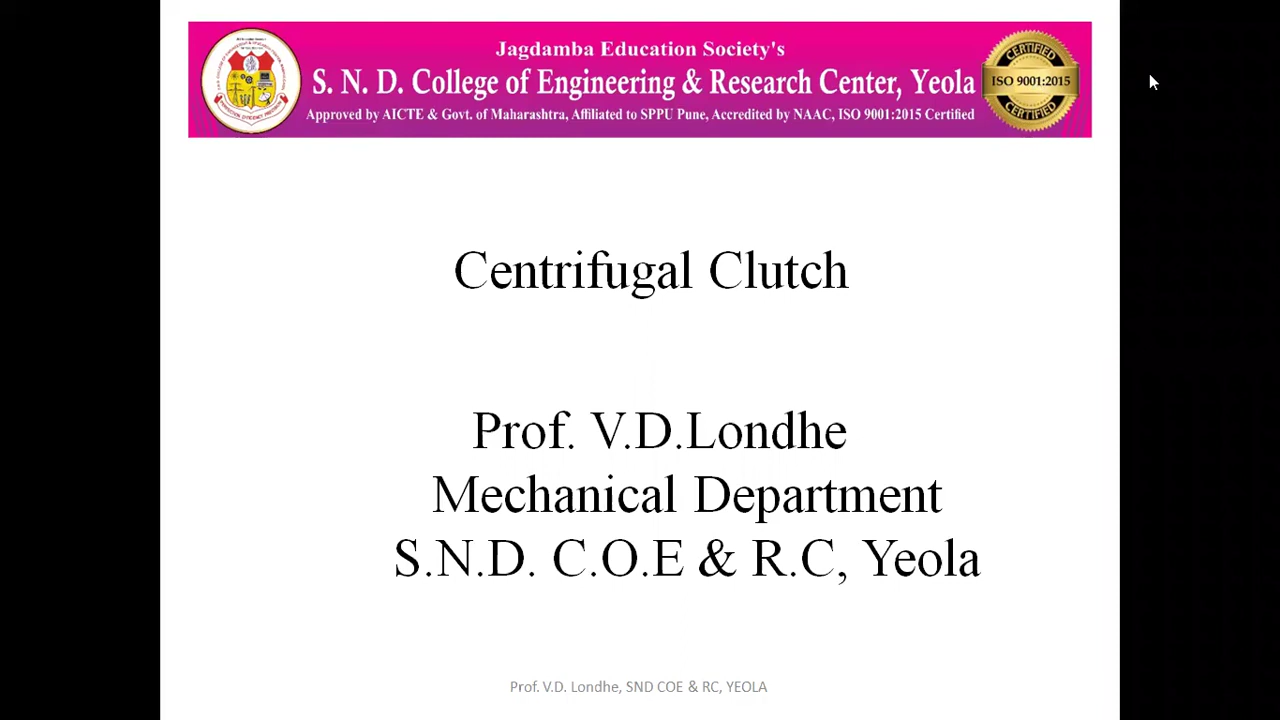 Jagdamba Education Society's
S. N. D. College of Engineering & Research Center, Yeola
Approved by AICTE & Govt. of Maharashtra, Affiliated to SPPU Pune, Accredited by NAAC, ISO 9001:2015 Certified
CERTIFIED
ISO 9001:2015
CERTIFIED
Centrifugal Clutch
Prof. V.D.Londhe
Mechanical Department
S.N.D. C.O.E & R.C, Yeola
Prof. V.D. Londhe, SND COE & RC, YEOLA